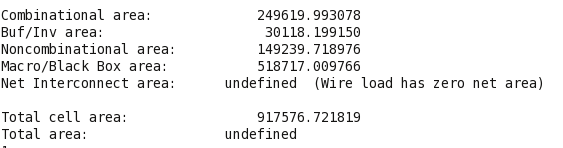 Combinational area: 249619.993078
Buf/Inv area: 30118.199150
Noncombinational area: 149239.718976
Macro/Black Box area: 518717.009766
Net Interconnect area: undefined (Wire load has zero net area)
Total cell area: 917576.721819
Total area: undefined